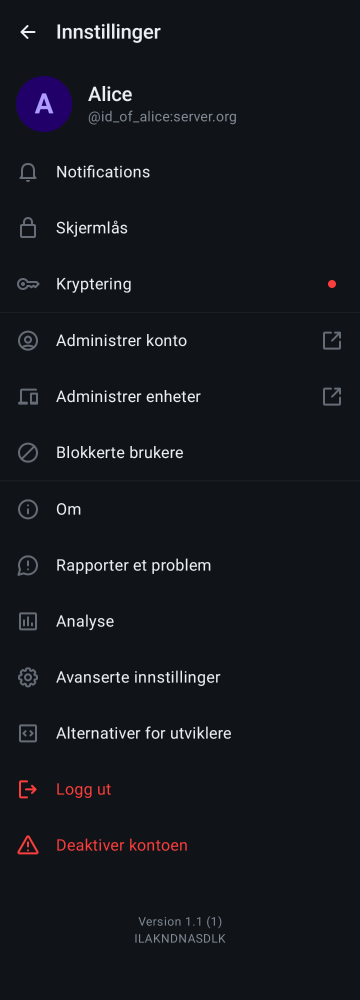 Innstillinger
A
Alice
@id_of_alice:server.org
Notifications
Skjermlås
Kryptering
Administrer konto
Administrer enheter
Blokkerte brukere
Om
Rapporter et problem
Analyse
Avanserte innstillinger
Alternativer for utviklere
Logg ut
Deaktiver kontoen
Version 1.1 (1)
ILAKNDNASDLK